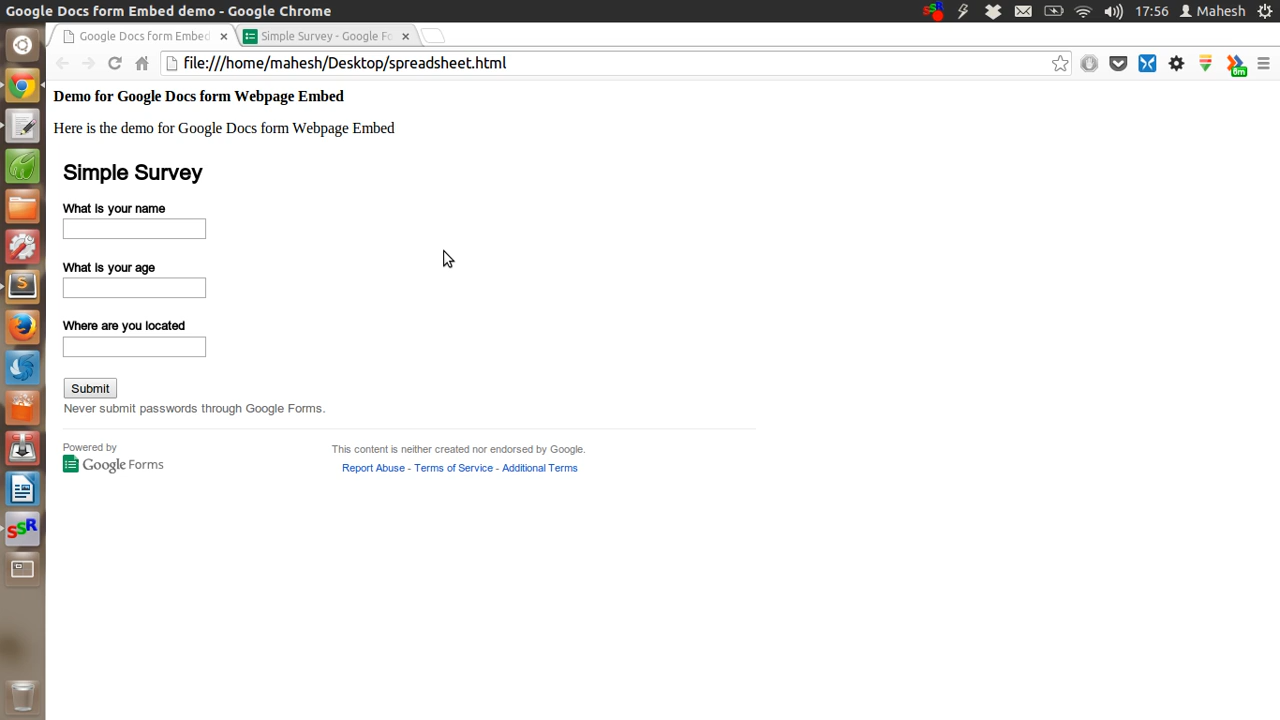 Google Docs form Embed demo - Google Chrome
17:56 Mahesh
Google Docs form Embed
Simple Survey - Google Fo
file:///home/mahesh/Desktop/spreadsheet.html
8m
Demo for Google Docs form Webpage Embed
Here is the demo for Google Docs form Webpage Embed
Simple Survey
What is your name
What is your age
Where are you located
Submit
Never submit passwords through Google Forms.
Powered by
Google Forms
This content is neither created nor endorsed by Google.
Report Abuse - Terms of Service - Additional Terms
S
SSR